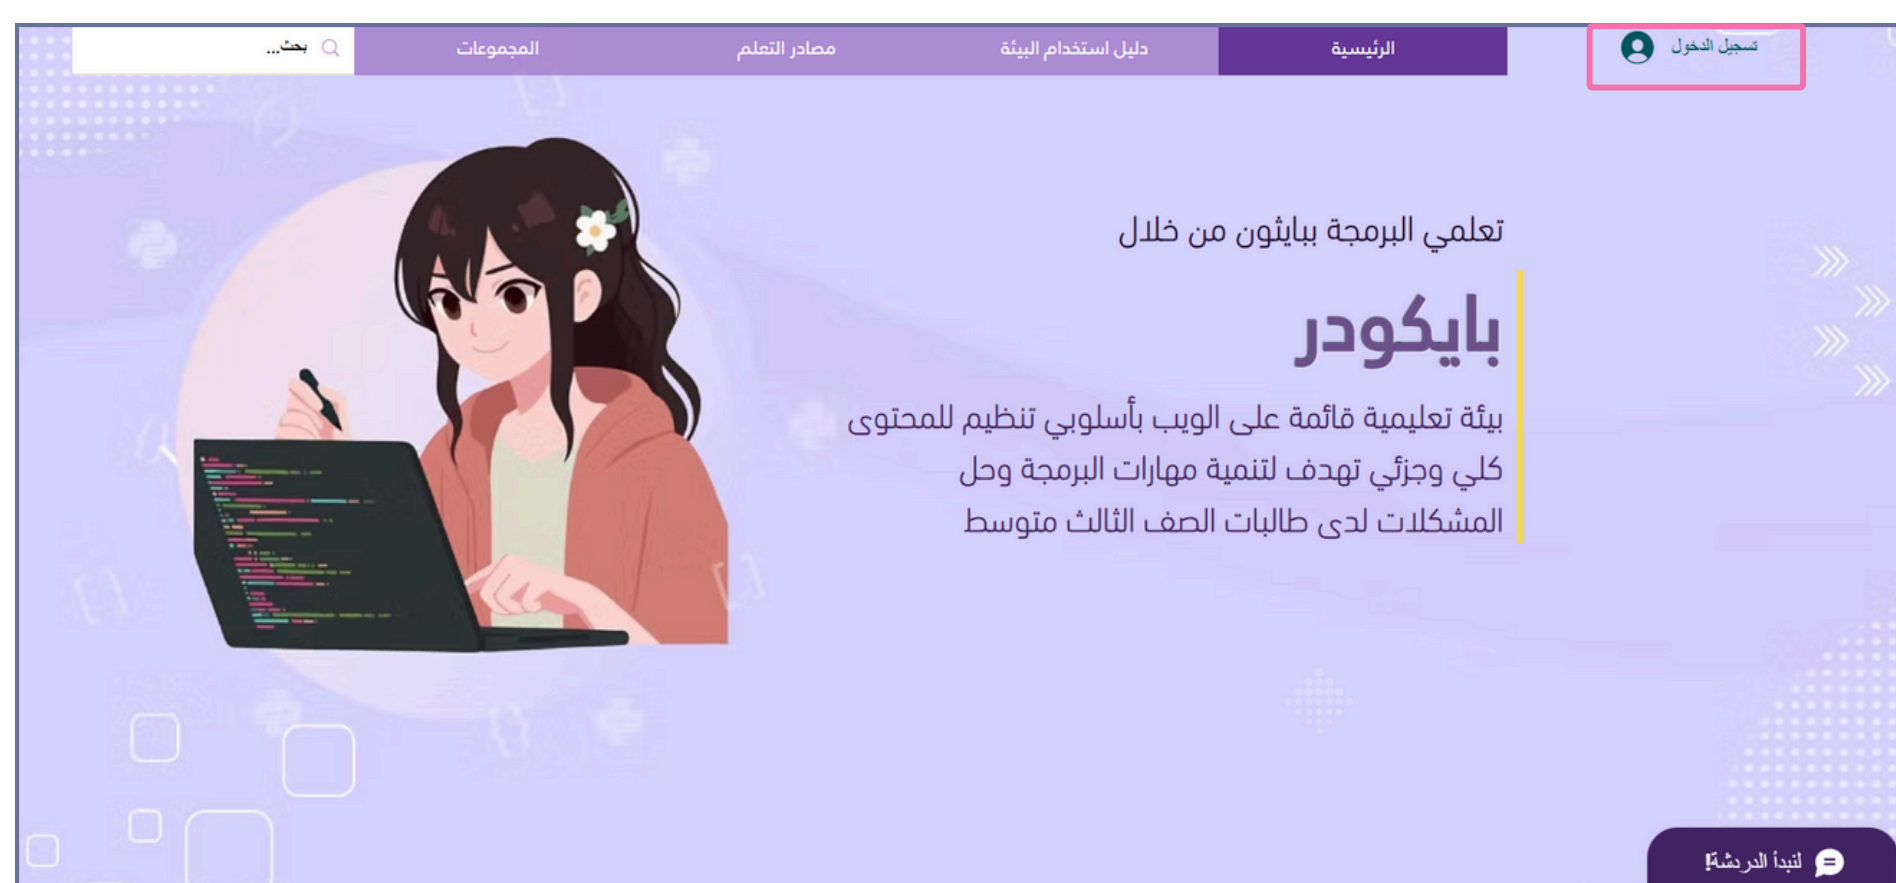 تسجيل الدخول
الرئيسية
دليل استخدام البيئة
مصادر التعلم
المجموعات
بحث...
تعلمي البرمجة ببايثون من خلال
بايكودر
بيئة تعليمية قائمة على الويب بأسلوبي تنظيم للمحتوى
كلي وجزئي تهدف لتنمية مهارات البرمجة وحل
المشكلات لدى طالبات الصف الثالث متوسط
لنبدأ الدردشة!